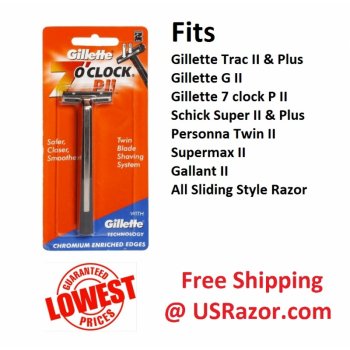 Gillette
7 O'CLOCK
P II
Safer,
Closer,
Smoother
Twin
Blade
Shaving
System
WITH
Gillette
TECHNOLOGY
CHROMIUM ENRICHED EDGES
Fits
Gillette Trac II & Plus
Gillette G II
Gillette 7 clock P II
Schick Super II & Plus
Personna Twin II
Supermax II
Gallant II
All Sliding Style Razor
GUARANTEED
LOWEST
PRICES
Free Shipping
@ USRazor.com